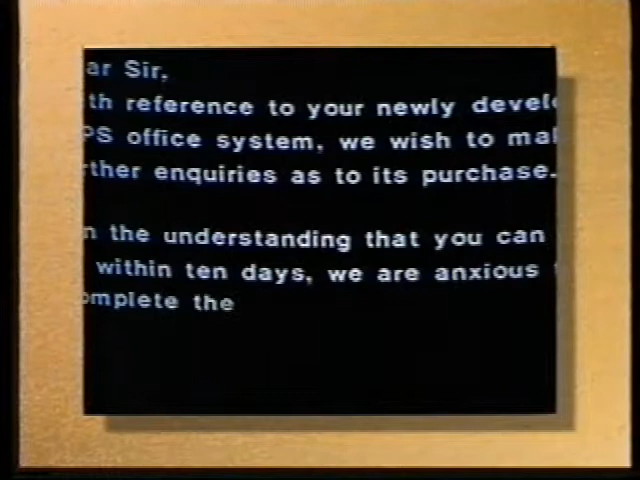 ar Sir,
th reference to your newly devel
PS office system, we wish to mak
rther enquiries as to its purchase.
n the understanding that you can
within ten days, we are anxious
omplete the